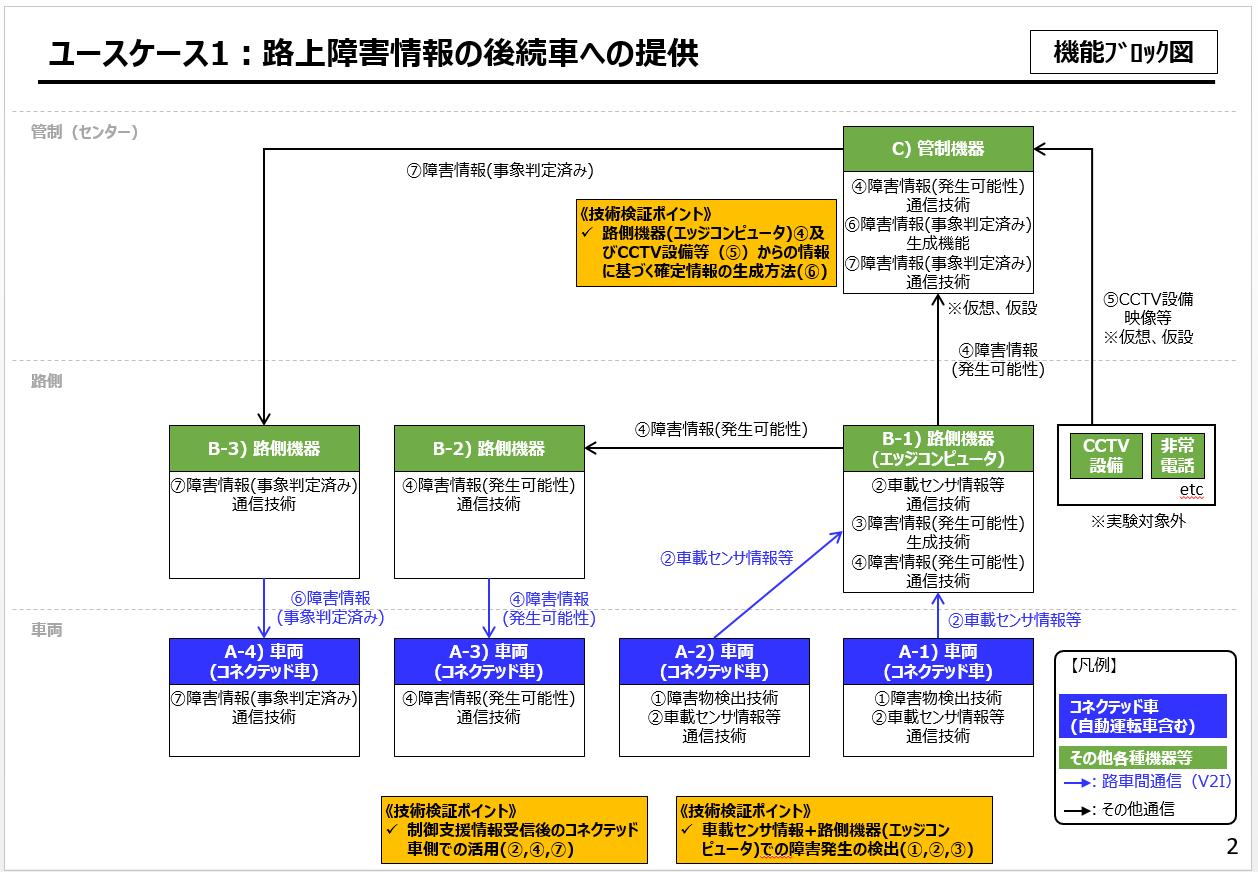 ユースケース1：路上障害情報の後続車への提供
機能ﾌﾞﾛｯｸ図
管制（センター）
C) 管制機器
④障害情報(発生可能性)
通信技術
⑥障害情報(事象判定済み)
生成機能
⑦障害情報(事象判定済み)
通信技術
⑦障害情報(事象判定済み)
《技術検証ポイント》
✓ 路側機器(エッジコンピュータ)④及
びCCTV設備等（⑤）からの情報
に基づく確定情報の生成方法(⑥)
※仮想、仮設
⑤CCTV設備
映像等
※仮想、仮設
④障害情報
(発生可能性)
路側
B-3) 路側機器
⑦障害情報(事象判定済み)
通信技術
B-2) 路側機器
④障害情報(発生可能性)
通信技術
④障害情報(発生可能性)
B-1) 路側機器
(エッジコンピュータ)
②車載センサ情報等
通信技術
③障害情報(発生可能性)
生成技術
④障害情報(発生可能性)
通信技術
CCTV
設備
非常
電話
etc
※実験対象外
②車載センサ情報等
⑥障害情報
(事象判定済み)
④障害情報
(発生可能性)
②車載センサ情報等
車両
A-4) 車両
(コネクテッド車)
⑦障害情報(事象判定済み)
通信技術
A-3) 車両
(コネクテッド車)
④障害情報(発生可能性)
通信技術
A-2) 車両
(コネクテッド車)
①障害物検出技術
②車載センサ情報等
通信技術
A-1) 車両
(コネクテッド車)
①障害物検出技術
②車載センサ情報等
通信技術
【凡例】
コネクテッド車
(自動運転車含む)
その他各種機器等
：路車間通信（V2I）
：その他通信
《技術検証ポイント》
✓ 制御支援情報受信後のコネクテッド
車側での活用(②,④,⑦)
《技術検証ポイント》
✓ 車載センサ情報+路側機器(エッジコン
ピュータ)での障害発生の検出(①,②,③)
2